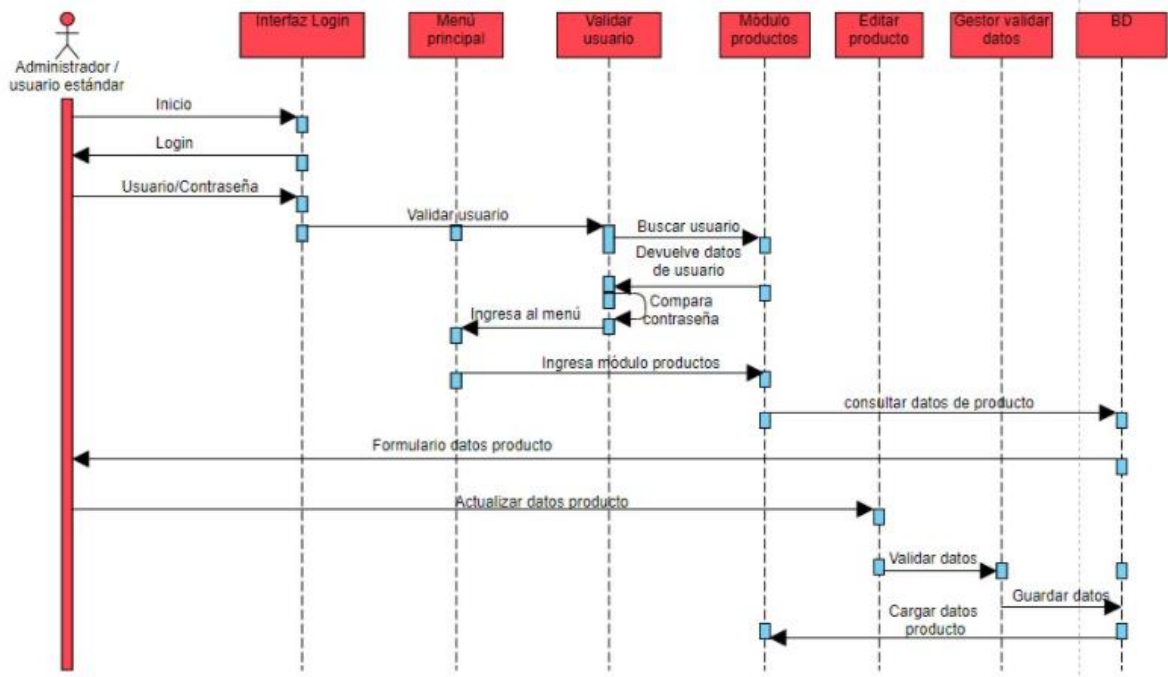 Interfaz Login
Menú
principal
Validar
usuario
Módulo
productos
Editar
producto
Gestor validar
datos
BD
Administrador /
usuario estándar
Inicio
Login
Usuario/Contraseña
Validar usuario
Buscar usuario
Devuelve datos
de usuario
Compara
contraseña
Ingresa al menú
Ingresa módulo productos
consultar datos de producto
Formulario datos producto
Actualizar datos producto
Validar datos
Guardar datos
Cargar datos
producto